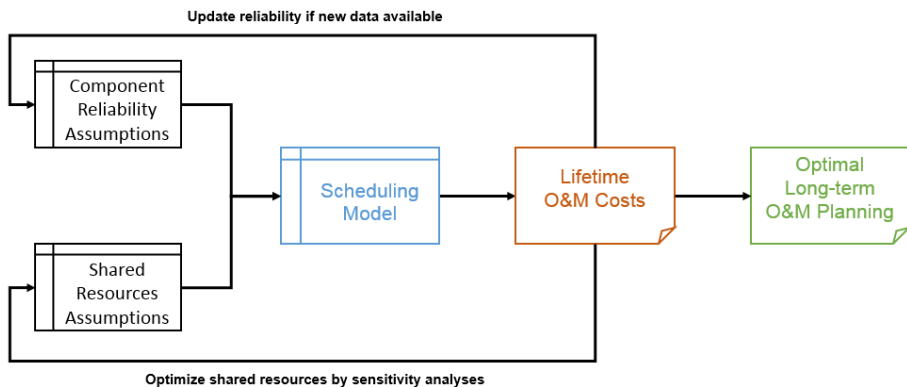 Update reliability if new data available
Component
Reliability
Assumptions
Scheduling
Model
Lifetime
O&M Costs
Optimal
Long-term
O&M Planning
Shared
Resources
Assumptions
Optimize shared resources by sensitivity analyses